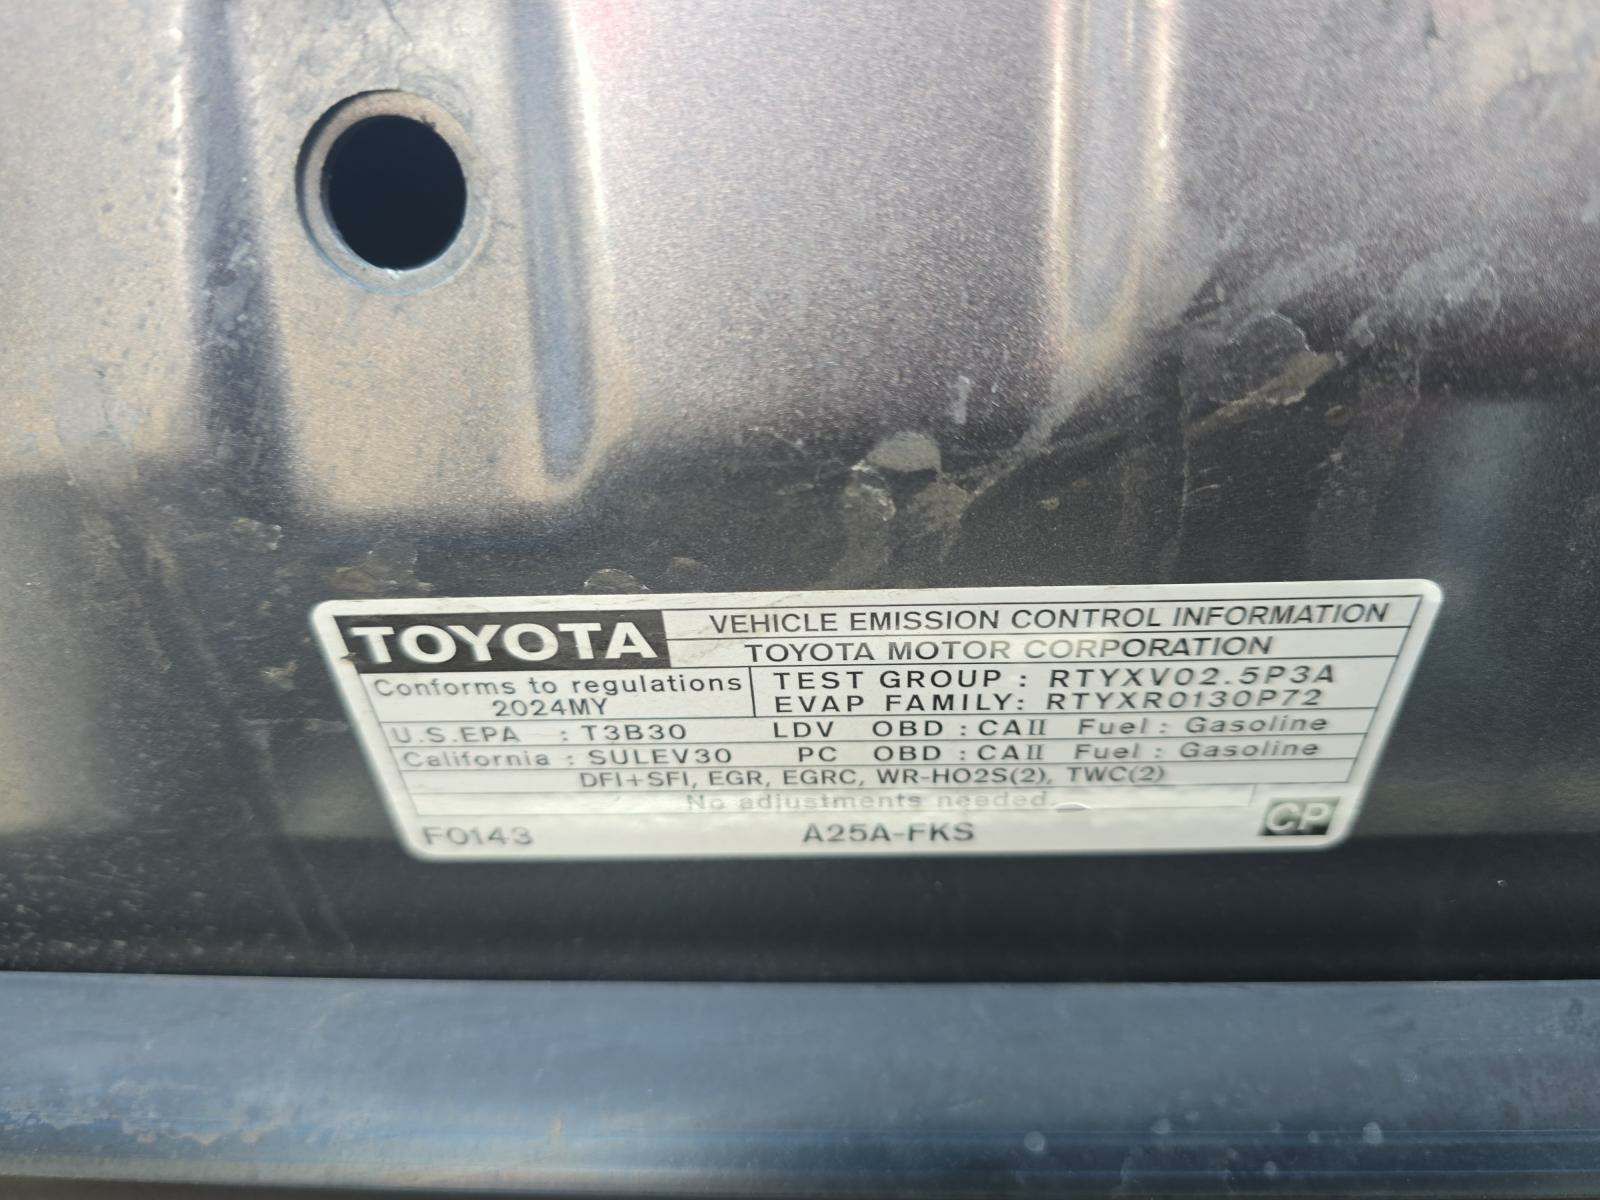 TOYOTA VEHICLE EMISSION CONTROL INFORMATION
TOYOTA MOTOR CORPORATION
Conforms to regulations TEST GROUP : RTYXV02.5P3A
2024MY EVAP FAMILY: RTYXR0130P72
U.S.EPA : T3B30 LDV OBD : CAII Fuel : Gasoline
California : SULEV30 PC OBD : CAII Fuel : Gasoline
DFI+SFI, EGR, EGRC, WR-HO2S(2), TWC(2)
No adjustments needed.
F0143 A25A-FKS CP